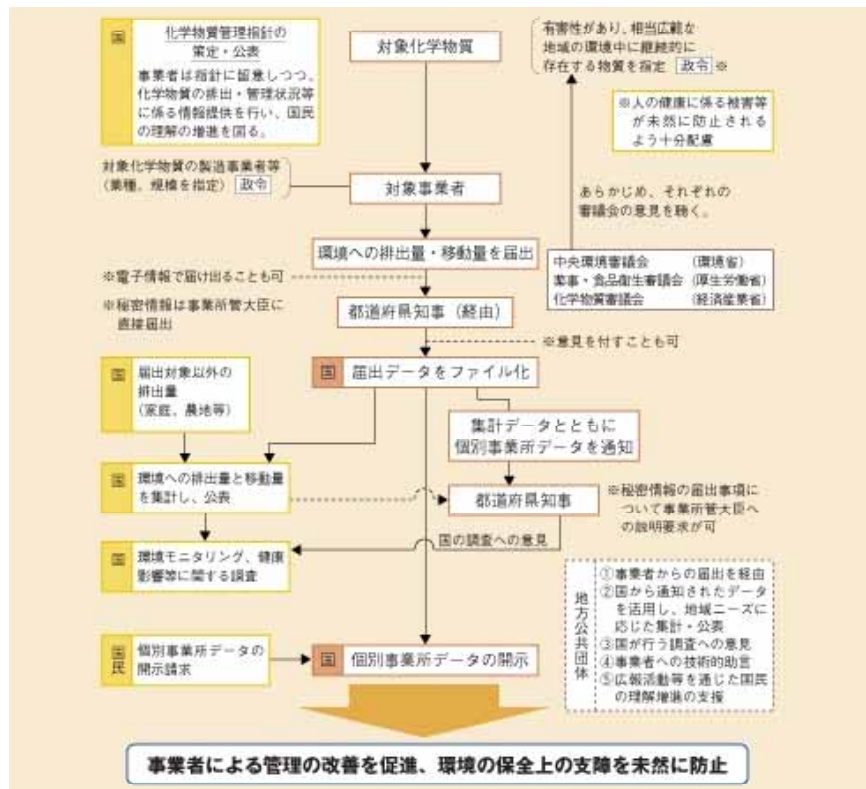 国
化学物質管理指針の
策定・公表
事業者は指針に留意しつつ、
化学物質の排出・管理状況等
に係る情報提供を行い、国民
の理解の増進を図る。
対象化学物質
有害性があり、相当広範な
地域の環境中に継続的に
存在する物質を指定 政令 ※
※人の健康に係る被害等
が未然に防止される
よう十分配慮
対象化学物質の製造事業者等
(業種、規模を指定) 政令
対象事業者
あらかじめ、それぞれの
審議会の意見を聴く。
環境への排出量・移動量を届出
中央環境審議会 (環境省)
薬事・食品衛生審議会 (厚生労働省)
化学物質審議会 (経済産業省)
※電子情報で届け出ることも可
※秘密情報は事業所管大臣に
直接届出
都道府県知事(経由)
※意見を付すことも可
国 届出データをファイル化
国
届出対象以外の
排出量
(家庭、農地等)
集計データとともに
個別事業所データを通知
国
環境への排出量と移動量
を集計し、公表
都道府県知事
※秘密情報の届出事項に
ついて事業所管大臣へ
の説明要求が可
国の調査への意見
国
環境モニタリング、健康
影響等に関する調査
地方公共団体
①事業者からの届出を経由
②国から通知されたデータ
を活用し、地域ニーズに
応じた集計・公表
③国が行う調査への意見
④事業者への技術的助言
⑤広報活動等を通じた国民
の理解増進の支援
国民
個別事業所データの
開示請求
国 個別事業所データの開示
事業者による管理の改善を促進、環境の保全上の支障を未然に防止